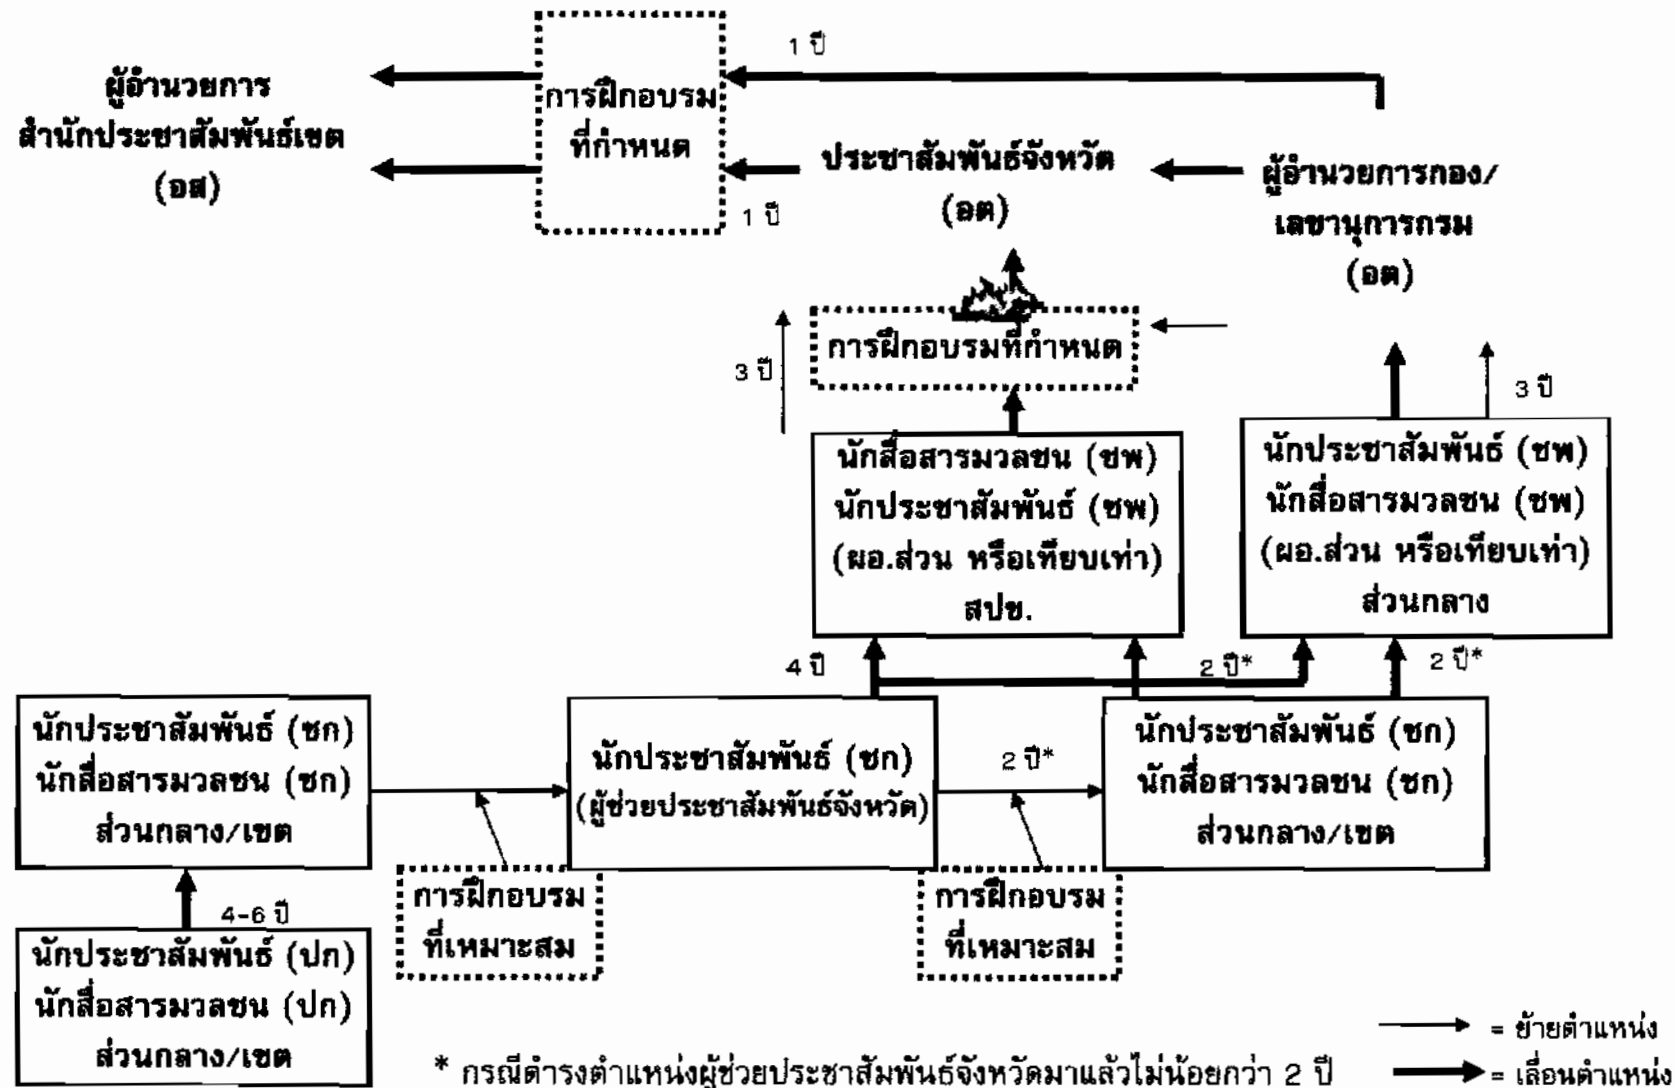 1 ปี
ผู้อำนวยการ
สำนักประชาสัมพันธ์เขต
(อส)
การฝึกอบรม
ที่กำหนด
1 ปี
ประชาสัมพันธ์จังหวัด
(อต)
ผู้อำนวยการกอง/
เลขานุการกรม
(อต)
3 ปี
การฝึกอบรมที่กำหนด
3 ปี
นักสื่อสารมวลชน (ชพ)
นักประชาสัมพันธ์ (ชพ)
(ผอ.ส่วน หรือเทียบเท่า)
สปข.
นักประชาสัมพันธ์ (ชพ)
นักสื่อสารมวลชน (ชพ)
(ผอ.ส่วน หรือเทียบเท่า)
ส่วนกลาง
4 ปี
2 ปี*
2 ปี*
นักประชาสัมพันธ์ (ชก)
นักสื่อสารมวลชน (ชก)
ส่วนกลาง/เขต
นักประชาสัมพันธ์ (ชก)
(ผู้ช่วยประชาสัมพันธ์จังหวัด)
2 ปี*
นักประชาสัมพันธ์ (ชก)
นักสื่อสารมวลชน (ชก)
ส่วนกลาง/เขต
การฝึกอบรม
ที่เหมาะสม
การฝึกอบรม
ที่เหมาะสม
4-6 ปี
นักประชาสัมพันธ์ (ปก)
นักสื่อสารมวลชน (ปก)
ส่วนกลาง/เขต
= ย้ายตำแหน่ง
* กรณีดำรงตำแหน่งผู้ช่วยประชาสัมพันธ์จังหวัดมาแล้วไม่น้อยกว่า 2 ปี
= เลื่อนตำแหน่ง